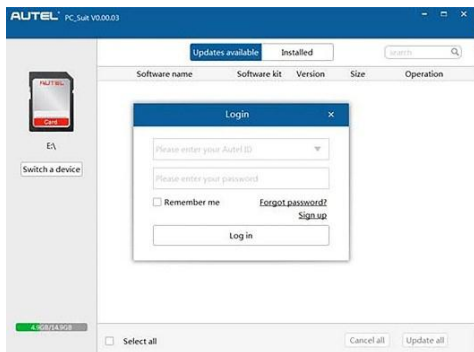 AUTEL PC_Suit V0.00.03
Updates available Installed
search
Software name Software kit Version Size Operation
AUTEL
Card
E:\
Switch a device
Login
Please enter your Autel ID
Please enter your password
Remember me Forgot password?
Sign up
Log in
4.9GB/14.9GB
Select all
Cancel all Update all